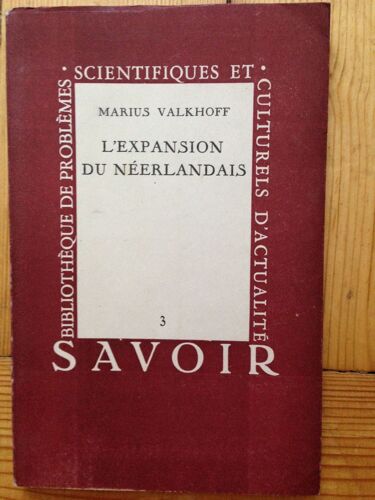 BIBLIOTHÈQUE DE PROBLÈMES ·
SCIENTIFIQUES ET ·
CULTURELS D'ACTUALITÉ
MARIUS VALKHOFF
L'EXPANSION
DU NÉERLANDAIS
3
SAVOIR